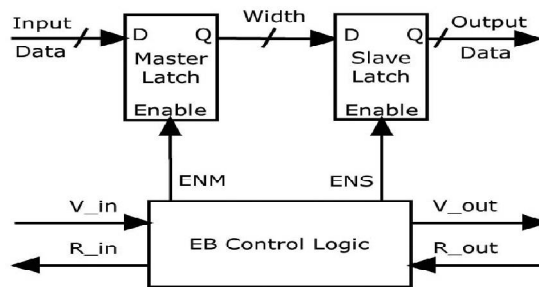 Input
Data
D
Q
Master
Latch
Enable
Width
D
Q
Slave
Latch
Enable
Output
Data
ENM
ENS
V_in
R_in
EB Control Logic
V_out
R_out